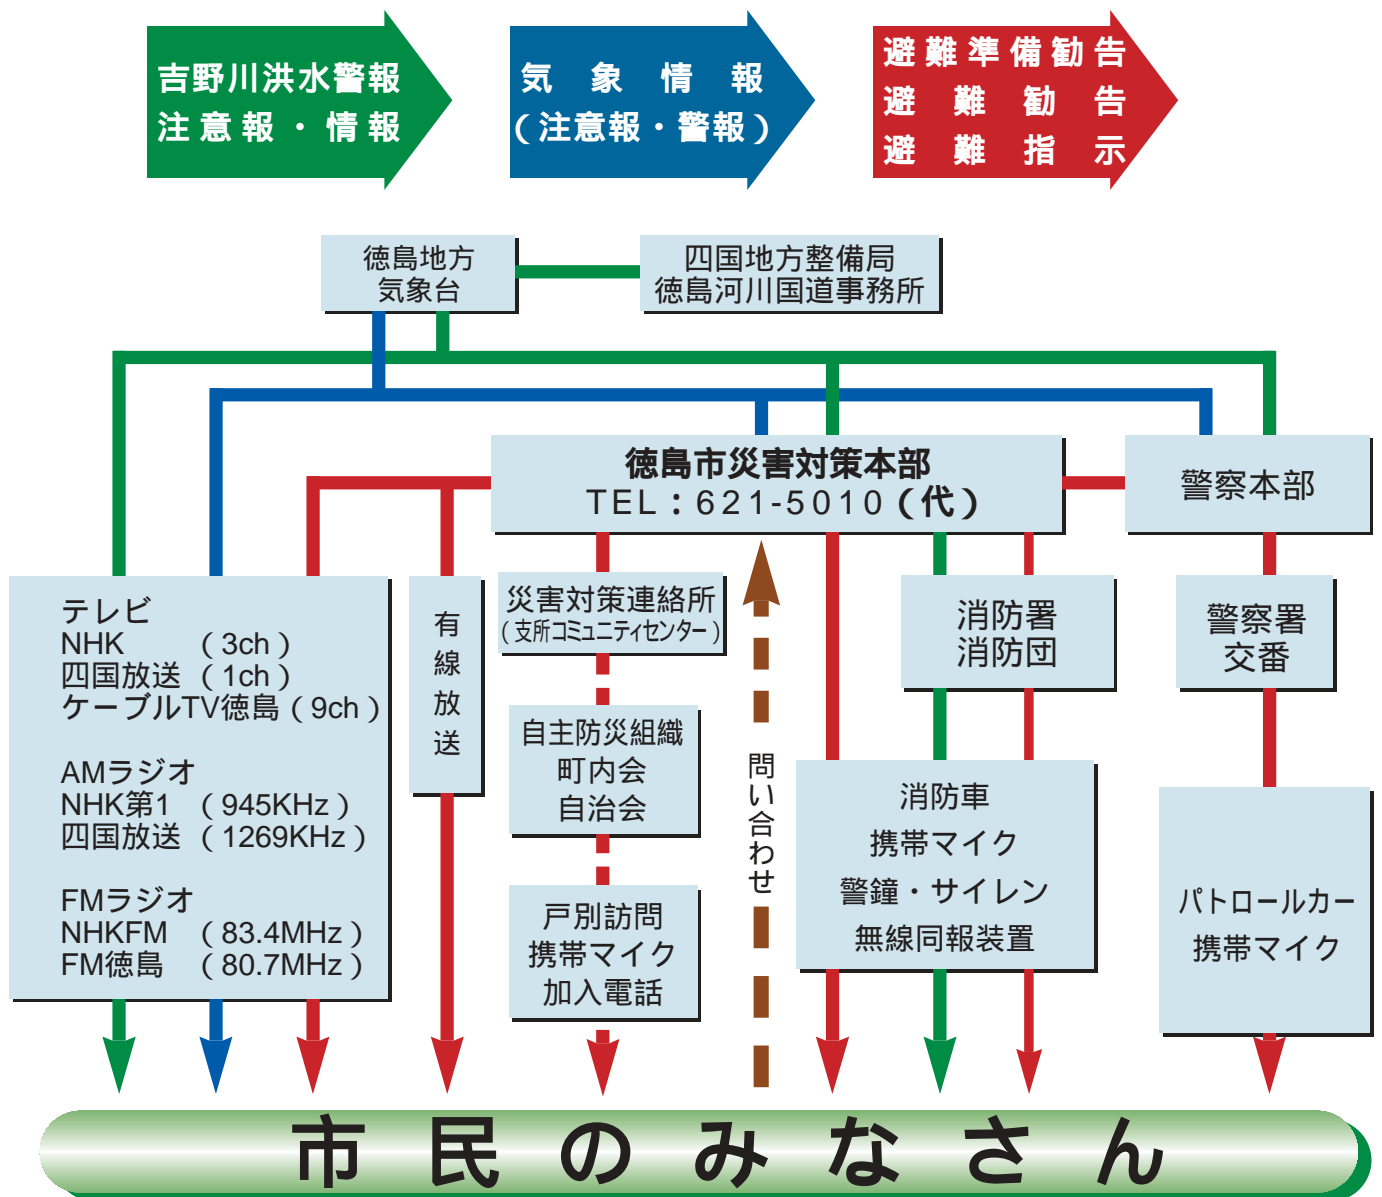 吉野川洪水警報
注意報・情報
気象情報
(注意報・警報)
避難準備勧告
避難勧告
避難指示
徳島地方
気象台
四国地方整備局
徳島河川国道事務所
徳島市災害対策本部
TEL:621-5010(代)
警察本部
テレビ
NHK (3ch)
四国放送 (1ch)
ケーブルTV徳島(9ch)
AMラジオ
NHK第1 (945KHz)
四国放送 (1269KHz)
FMラジオ
NHKFM (83.4MHz)
FM徳島 (80.7MHz)
有線放送
災害対策連絡所
(支所コミュニティセンター)
自主防災組織
町内会
自治会
戸別訪問
携帯マイク
加入電話
問い合わせ
消防署
消防団
消防車
携帯マイク
警鐘・サイレン
無線同報装置
警察署
交番
パトロールカー
携帯マイク
市民のみなさん